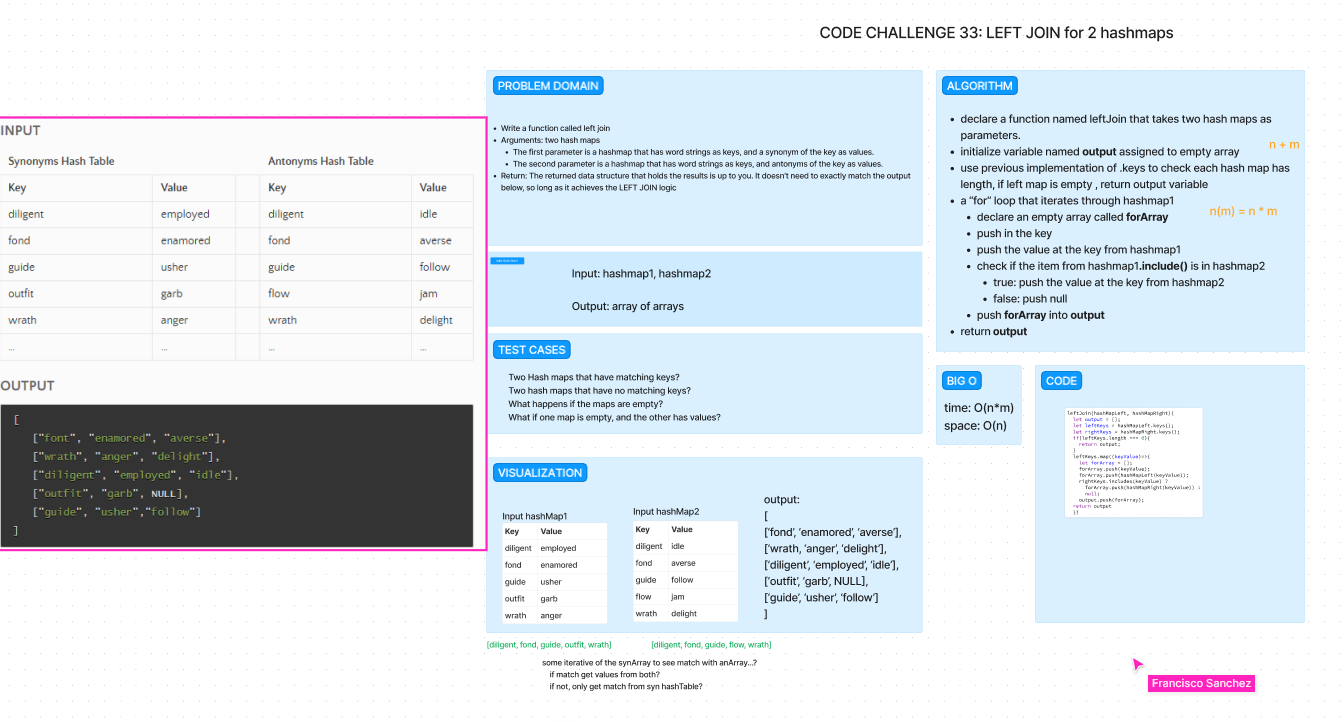 CODE CHALLENGE 33: LEFT JOIN for 2 hashmaps
INPUT
Synonyms Hash Table Antonyms Hash Table
Key Value Key Value
diligent employed diligent idle
fond enamored fond averse
guide usher guide follow
outfit garb flow jam
wrath anger wrath delight
... ... ... ...
OUTPUT
[
["font", "enamored", "averse"],
["wrath", "anger", "delight"],
["diligent", "employed", "idle"],
["outfit", "garb", NULL],
["guide", "usher","follow"]
]
PROBLEM DOMAIN
• Write a function called left join
• Arguments: two hash maps
• The first parameter is a hashmap that has word strings as keys, and a synonym of the key as values.
• The second parameter is a hashmap that has word strings as keys, and antonyms of the key as values.
• Return: The returned data structure that holds the results is up to you. It doesn't need to exactly match the output
below, so long as it achieves the LEFT JOIN logic
Input: hashmap1, hashmap2
Output: array of arrays
TEST CASES
Two Hash maps that have matching keys?
Two hash maps that have no matching keys?
What happens if the maps are empty?
What if one map is empty, and the other has values?
VISUALIZATION
Input hashMap1
Key Value
diligent employed
fond enamored
guide usher
outfit garb
wrath anger
Input hashMap2
Key Value
diligent idle
fond averse
guide follow
flow jam
wrath delight
output:
[
['fond', 'enamored', 'averse'],
['wrath, 'anger', 'delight'],
['diligent', 'employed', 'idle'],
['outfit', 'garb', NULL],
['guide', 'usher', 'follow']
]
[diligent, fond, guide, outfit, wrath] [diligent, fond, guide, flow, wrath]
some iterative of the synArray to see match with anArray...?
if match get values from both?
if not, only get match from syn hashTable?
ALGORITHM
• declare a function named leftJoin that takes two hash maps as
parameters.
• initialize variable named output assigned to empty array
n + m
• use previous implementation of .keys to check each hash map has
length, if left map is empty , return output variable
• a "for" loop that iterates through hashmap1
n(m) = n * m
• declare an empty array called forArray
• push in the key
• push the value at the key from hashmap1
• check if the item from hashmap1.include() is in hashmap2
• true: push the value at the key from hashmap2
• false: push null
• push forArray into output
• return output
BIG O
time: O(n*m)
space: O(n)
CODE
leftJoin(hashMapLeft, hashMapRight){
let output = [];
let leftKeys = hashMapLeft.keys();
let rightKeys = hashMapRight.keys();
if(leftKeys.length === 0){
return output;
}
leftKeys.map((keyValue)=>{
let forArray = [];
forArray.push(keyValue);
forArray.push(hashMapLeft(keyValue));
rightKeys.includes(keyValue) ?
forArray.push(hashMapRight(keyValue)) :
null;
output.push(forArray);
return output
})
Francisco Sanchez